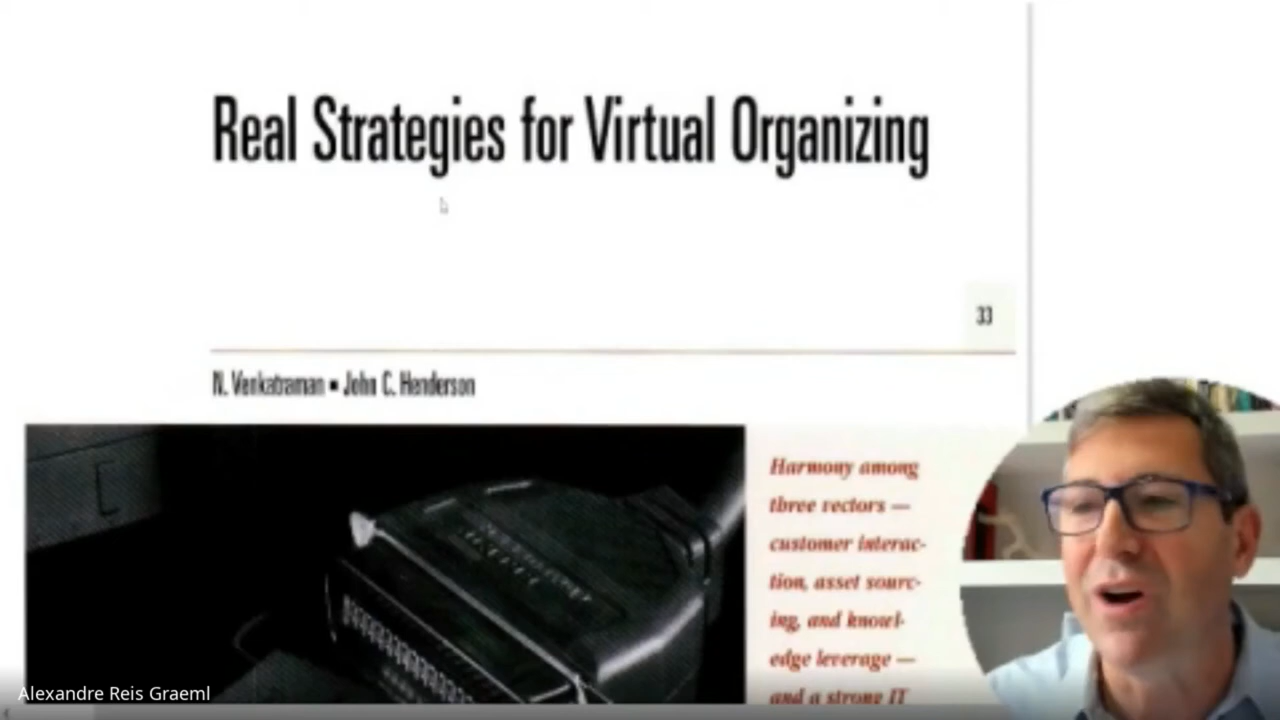 Real Strategies for Virtual Organizing
33
N. Venkatraman ▪ John C. Henderson
Harmony among
three vectors —
customer interac-
tion, asset sourc-
ing, and knowl-
edge leverage —
and a strong IT
Alexandre Reis Graeml